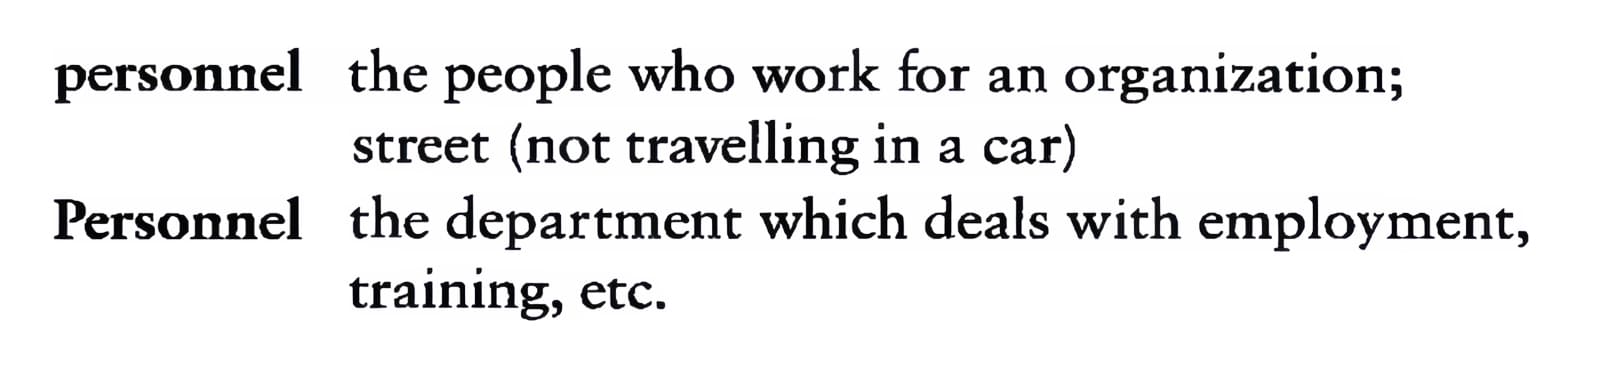 personnel the people who work for an organization;
street (not travelling in a car)
Personnel the department which deals with employment,
training, etc.